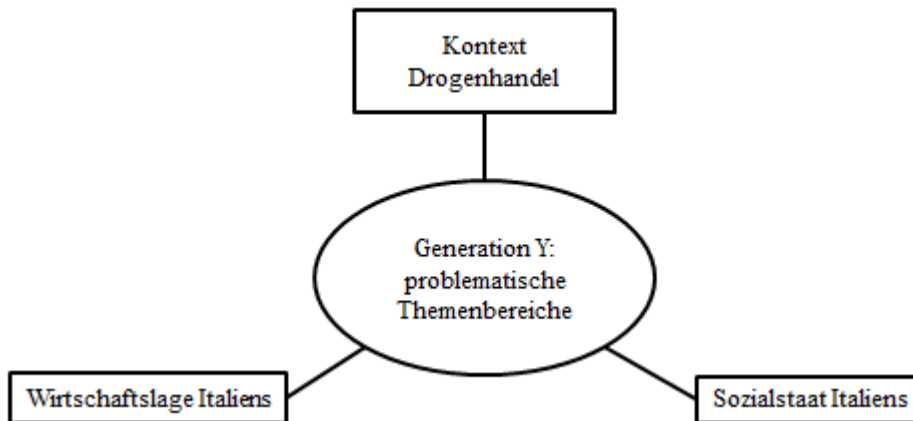 Kontext
Drogenhandel
Generation Y:
problematische
Themenbereiche
Wirtschaftslage Italiens
Sozialstaat Italiens